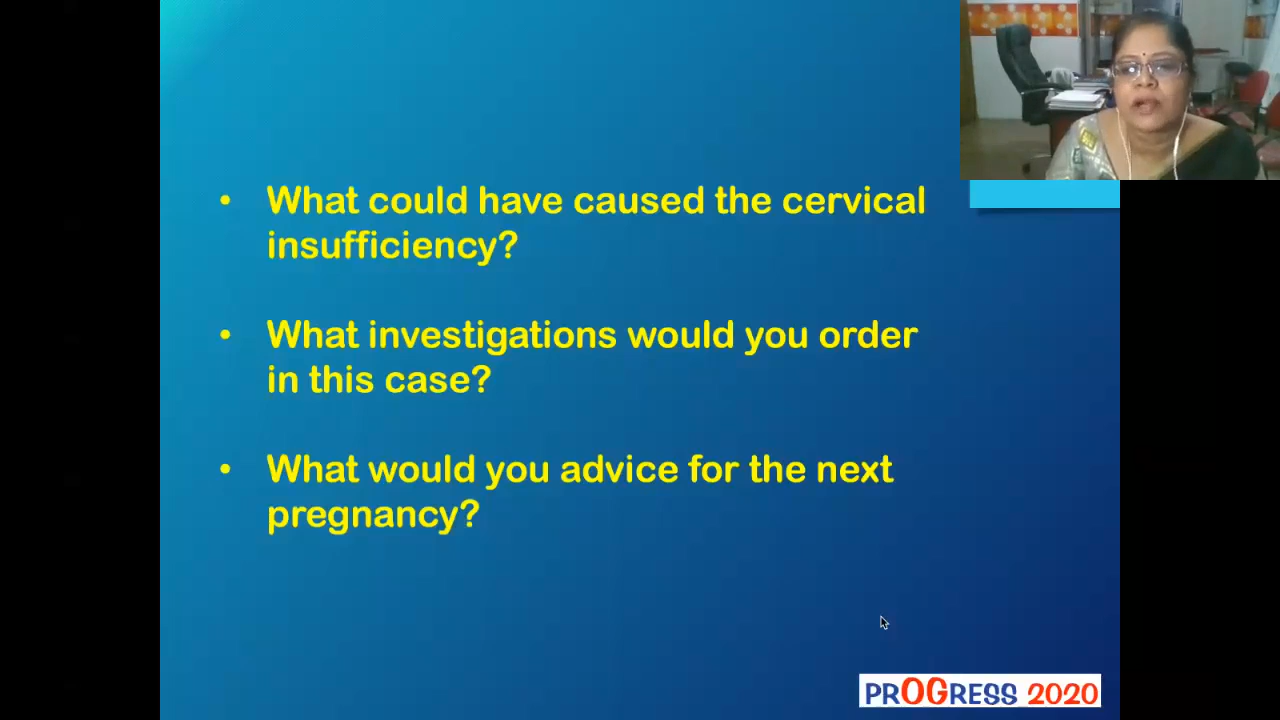 • What could have caused the cervical
insufficiency?
• What investigations would you order
in this case?
• What would you advice for the next
pregnancy?
PROGRESS 2020